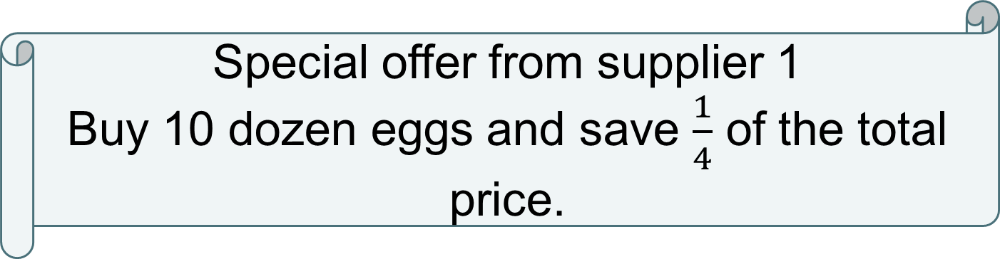 Special offer from supplier 1
Buy 10 dozen eggs and save 1/4 of the total
price.